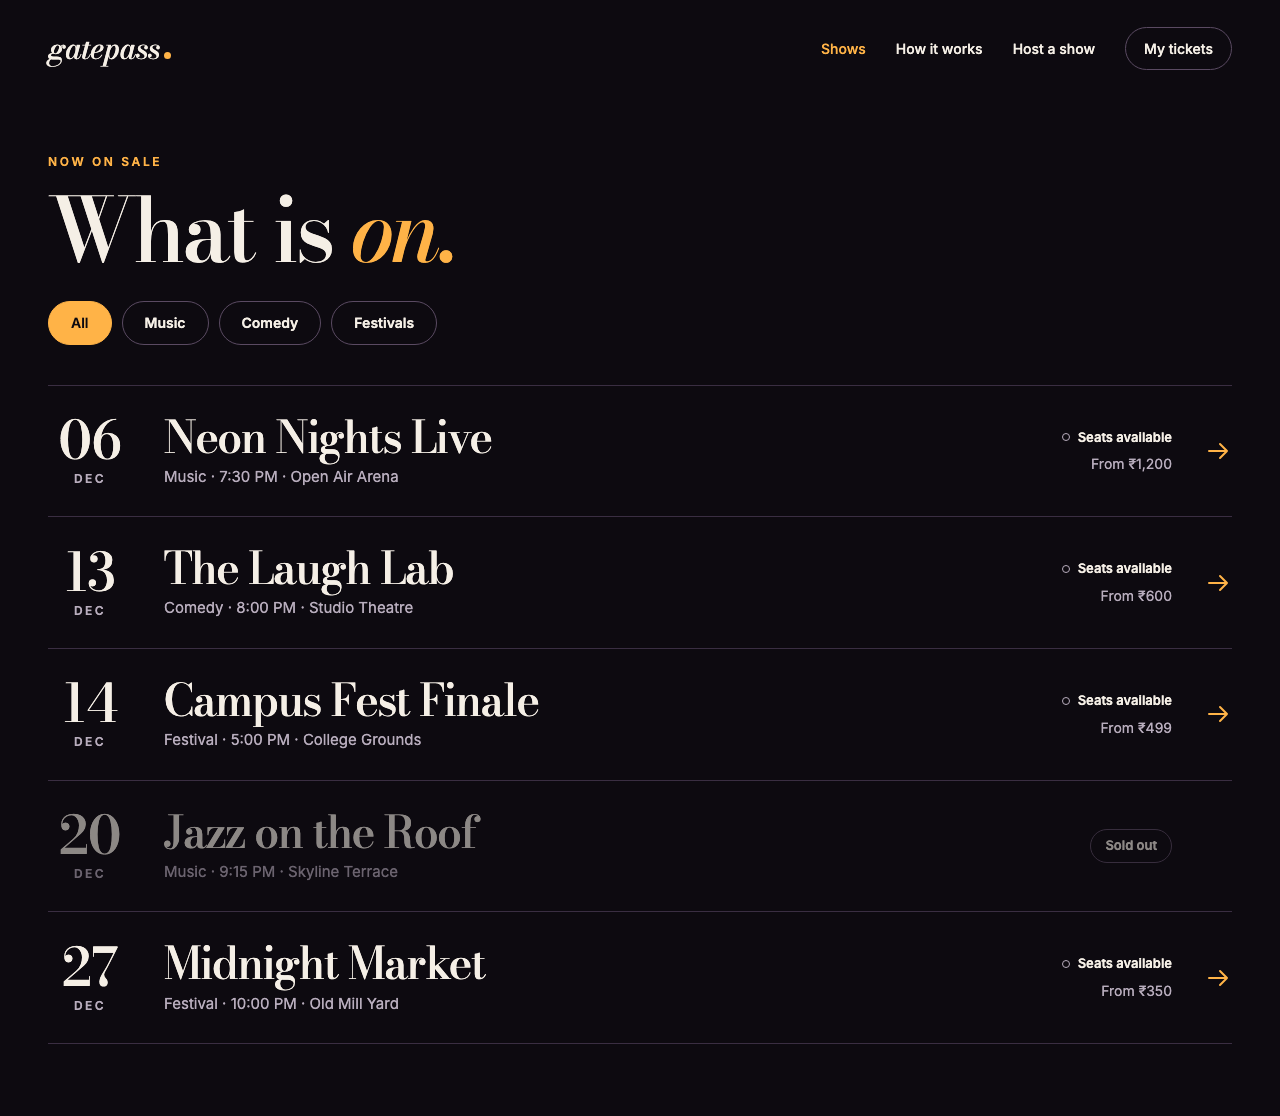 gatepass.
Shows How it works Host a show My tickets
NOW ON SALE
What is on.
All Music Comedy Festivals
06 DEC
Neon Nights Live
Music · 7:30 PM · Open Air Arena
Seats available
From ₹1,200
13 DEC
The Laugh Lab
Comedy · 8:00 PM · Studio Theatre
Seats available
From ₹600
14 DEC
Campus Fest Finale
Festival · 5:00 PM · College Grounds
Seats available
From ₹499
20 DEC
Jazz on the Roof
Music · 9:15 PM · Skyline Terrace
Sold out
27 DEC
Midnight Market
Festival · 10:00 PM · Old Mill Yard
Seats available
From ₹350